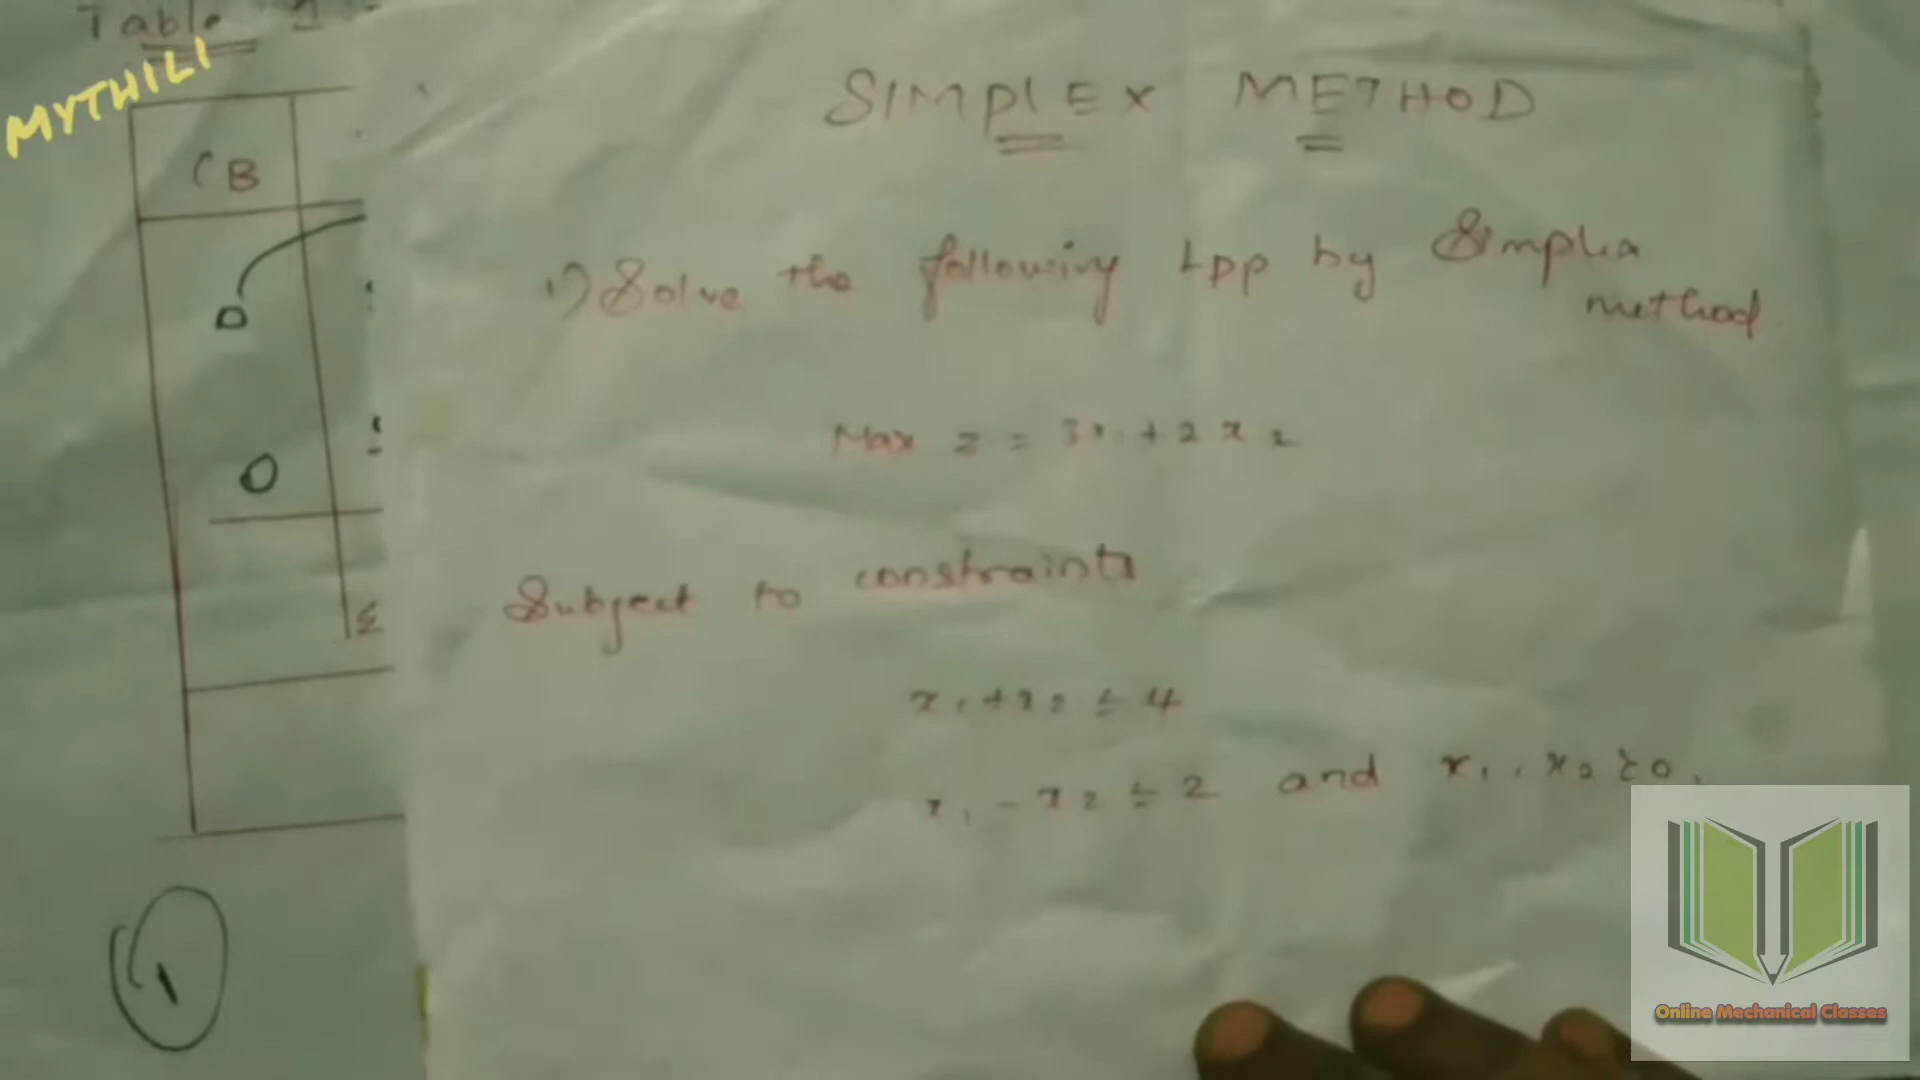 Table 1
MYTHILI
CB
0
0
1
SIMPLEX METHOD
1) Solve the following LPP by Simplex
method.
Max z = 3x₁ + 2x₂
Subject to constraints
x₁ + x₂ ≤ 4
x₁ - x₂ ≤ 2 and x₁, x₂ ≥ 0.
Online Mechanical Classes